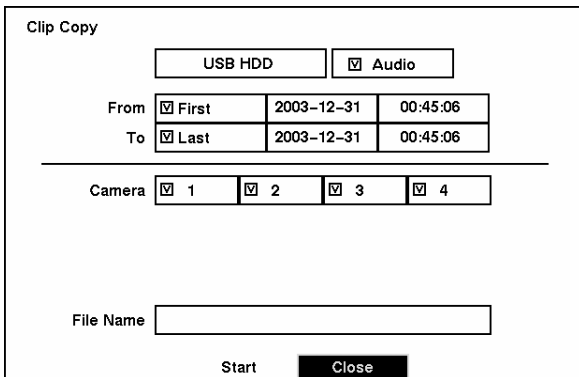 Clip Copy
USB HDD Audio
From First 2003-12-31 00:45:06
To Last 2003-12-31 00:45:06
Camera 1 2 3 4
File Name
Start Close